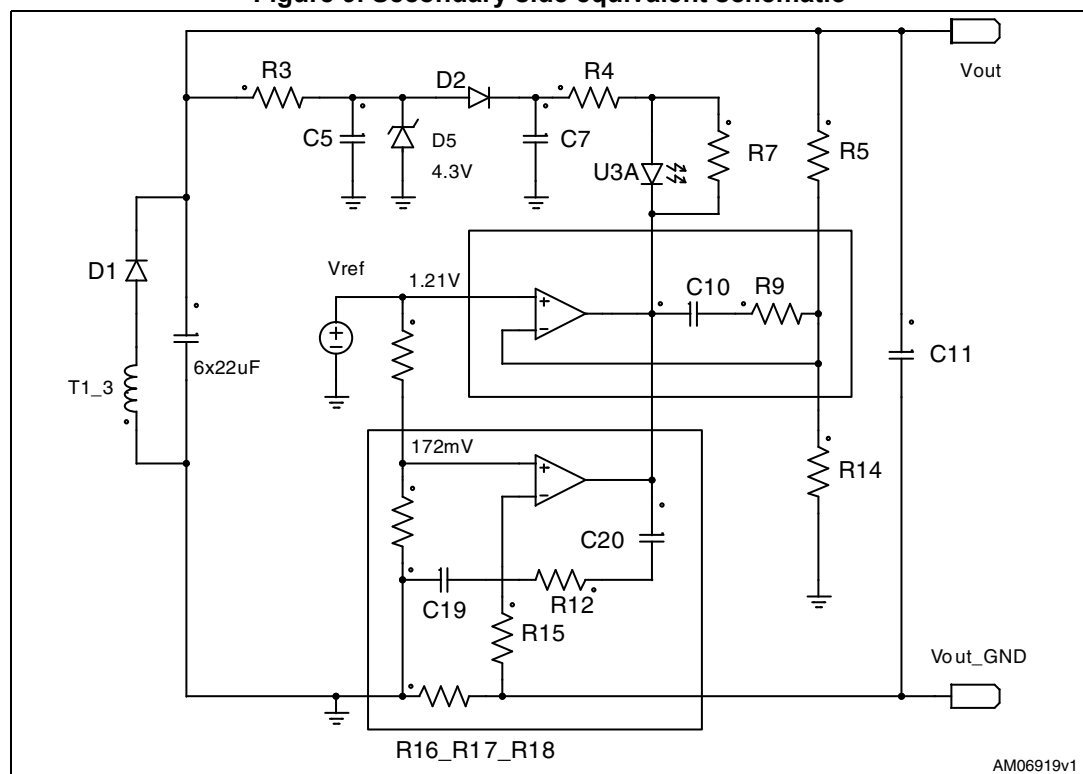 Figure 9. Secondary side equivalent schematic
Vout
R3
D2
R4
C5
D5
4.3V
C7
U3A
R7
R5
D1
Vref
1.21V
C10
R9
6x22uF
C11
T1_3
172mV
R14
C20
C19
R12
R15
Vout_GND
R16_R17_R18
AM06919v1